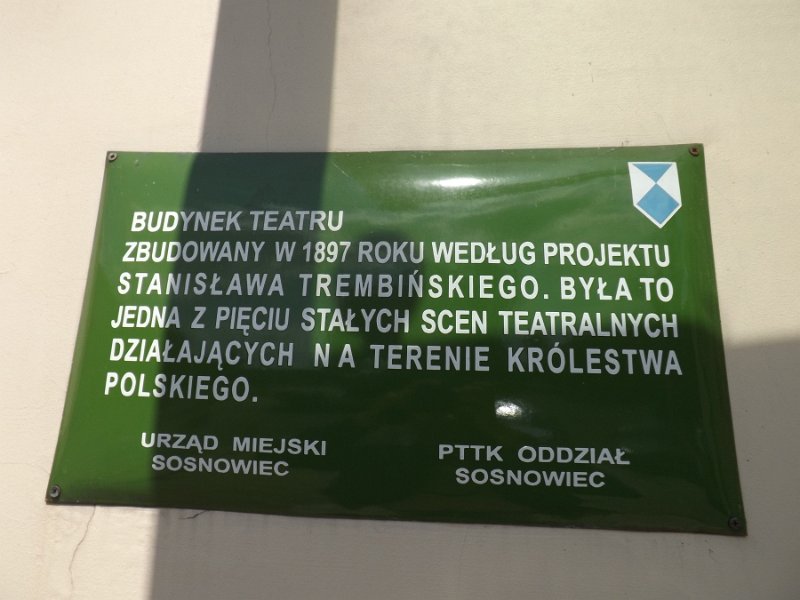 BUDYNEK TEATRU
ZBUDOWANY W 1897 ROKU WEDŁUG PROJEKTU
STANISŁAWA TREMBIŃSKIEGO. BYŁA TO
JEDNA Z PIĘCIU STAŁYCH SCEN TEATRALNYCH
DZIAŁAJĄCYCH NA TERENIE KRÓLESTWA
POLSKIEGO.
URZĄD MIEJSKI
SOSNOWIEC
PTTK ODDZIAŁ
SOSNOWIEC